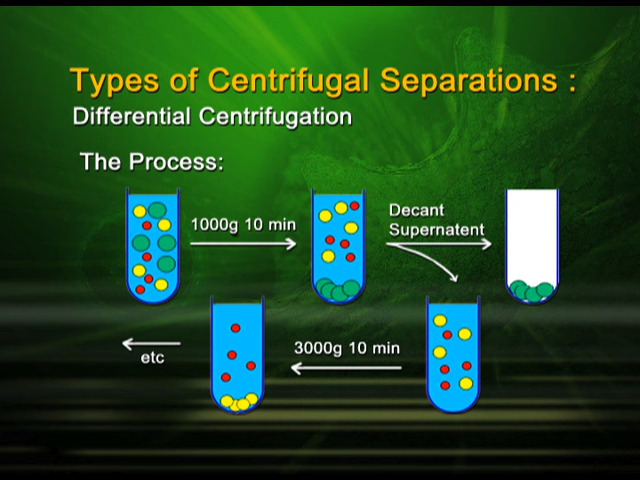 Types of Centrifugal Separations :
Differential Centrifugation
The Process:
1000g 10 min
Decant
Supernatent
3000g 10 min
etc